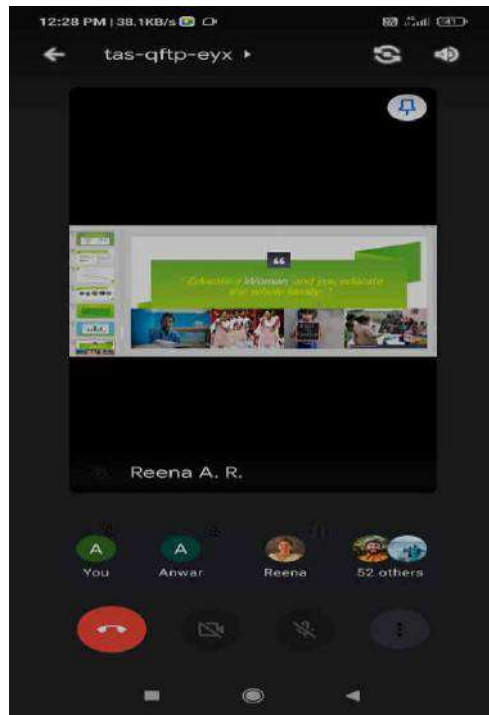 12:28 PM | 38.1KB/s
tas-qftp-eyx
" Educate a Woman and you educate
the whole family. "
Reena A. R.
A A
You Anwar Reena 52 others